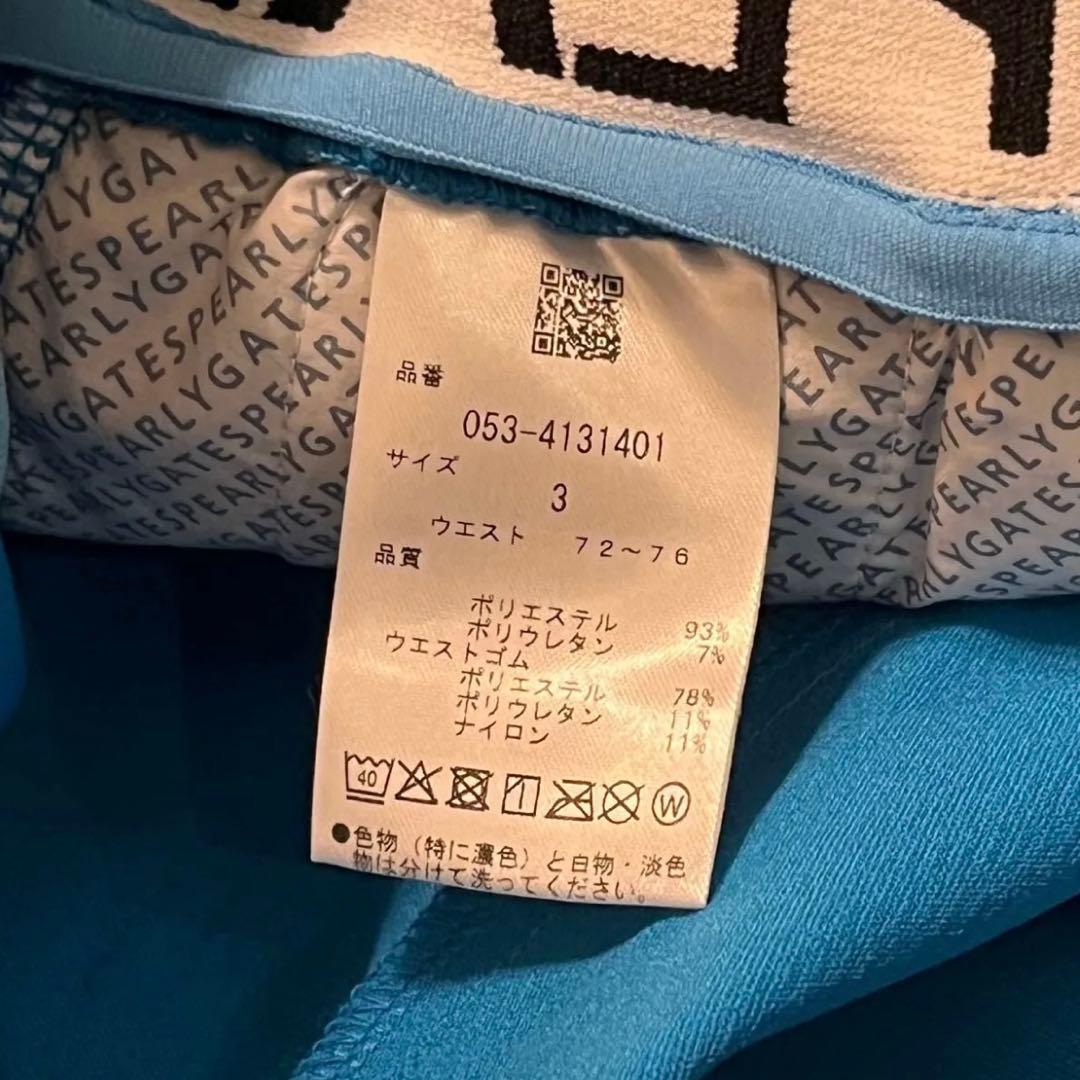 品番
053-4131401
サイズ
3
ウエスト 72～76
品質
ポリエステル 93%
ポリウレタン 7%
ウエストゴム
ポリエステル 78%
ポリウレタン 11%
ナイロン 11%
40
W
●色物（特に濃色）と白物・淡色
物は分けて洗ってください。
PEARLYGATES
PEARLYGATES
PEARLYGATES